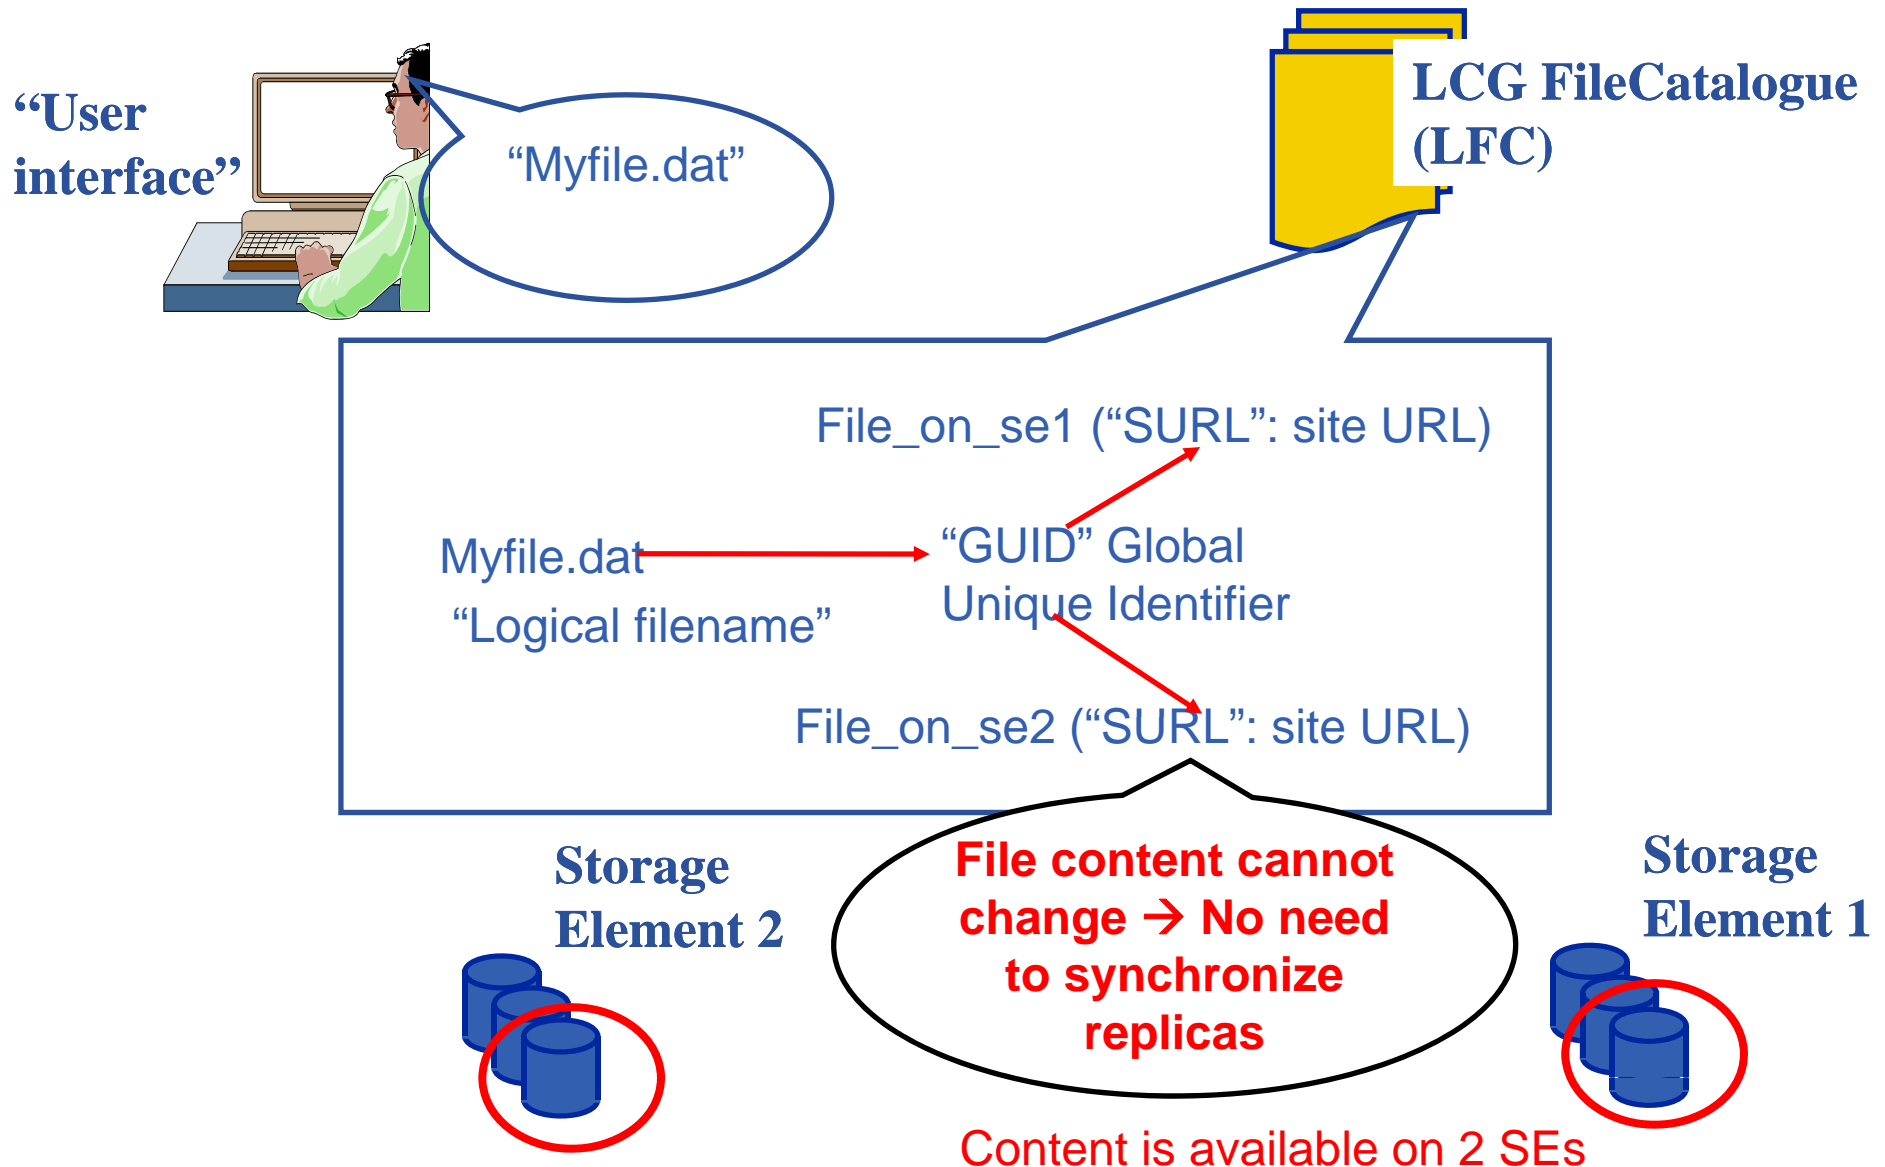 “User
interface”
“Myfile.dat”
LCG FileCatalogue
(LFC)
File_on_se1 (“SURL”: site URL)
Myfile.dat
“Logical filename”
“GUID” Global
Unique Identifier
File_on_se2 (“SURL”: site URL)
Storage
Element 2
File content cannot
change → No need
to synchronize
replicas
Storage
Element 1
Content is available on 2 SEs